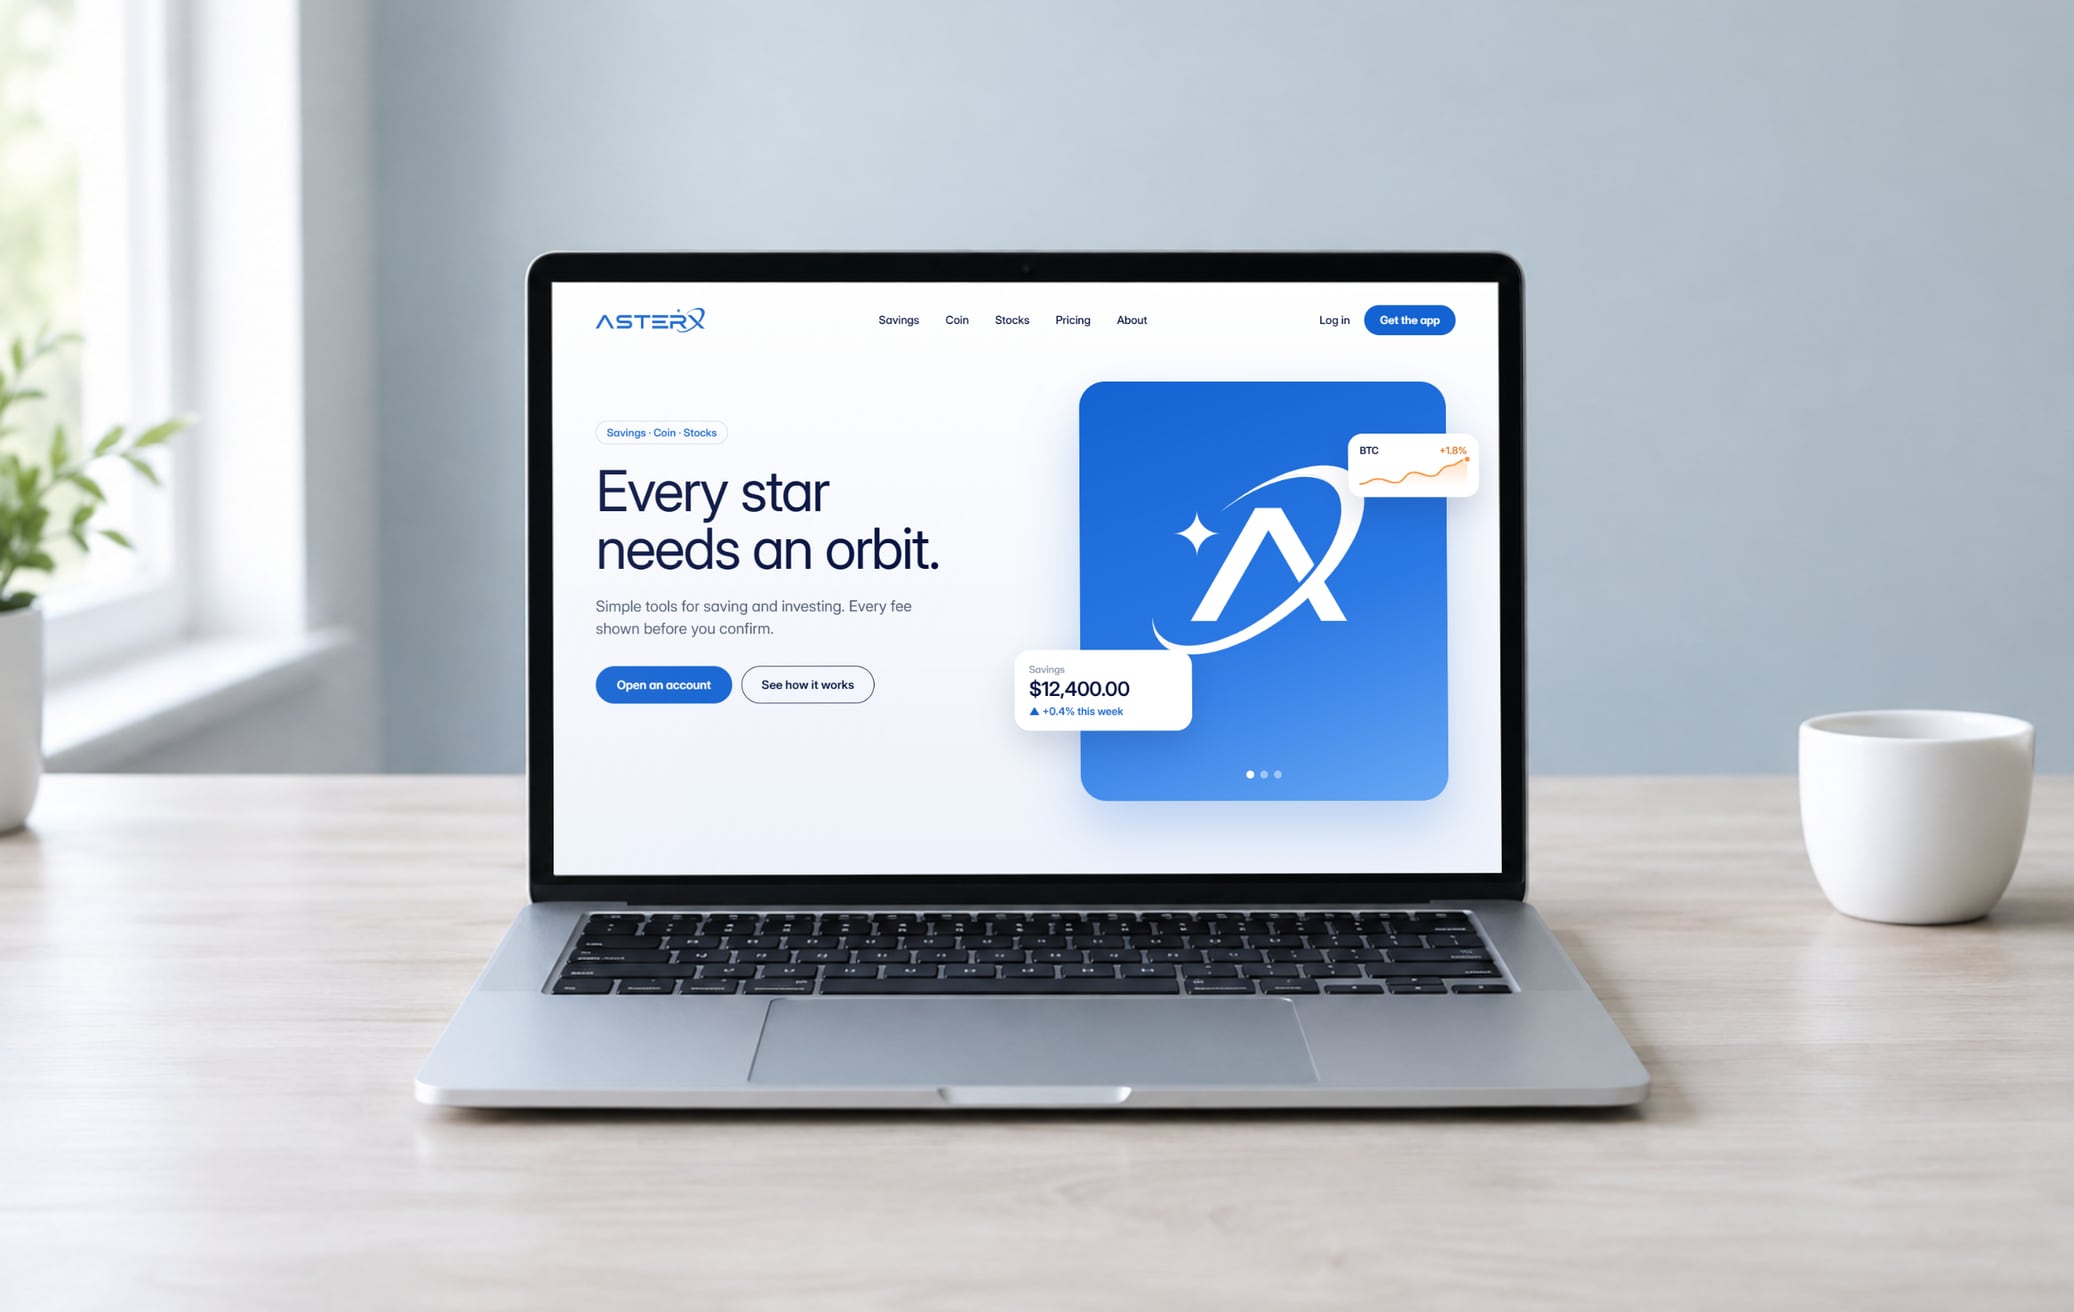 ASTERX
Savings Coin Stocks Pricing About
Log in Get the app
Savings · Coin · Stocks
Every star
needs an orbit.
Simple tools for saving and investing. Every fee
shown before you confirm.
Open an account See how it works
BTC +1.8%
Savings
$12,400.00
▲ +0.4% this week